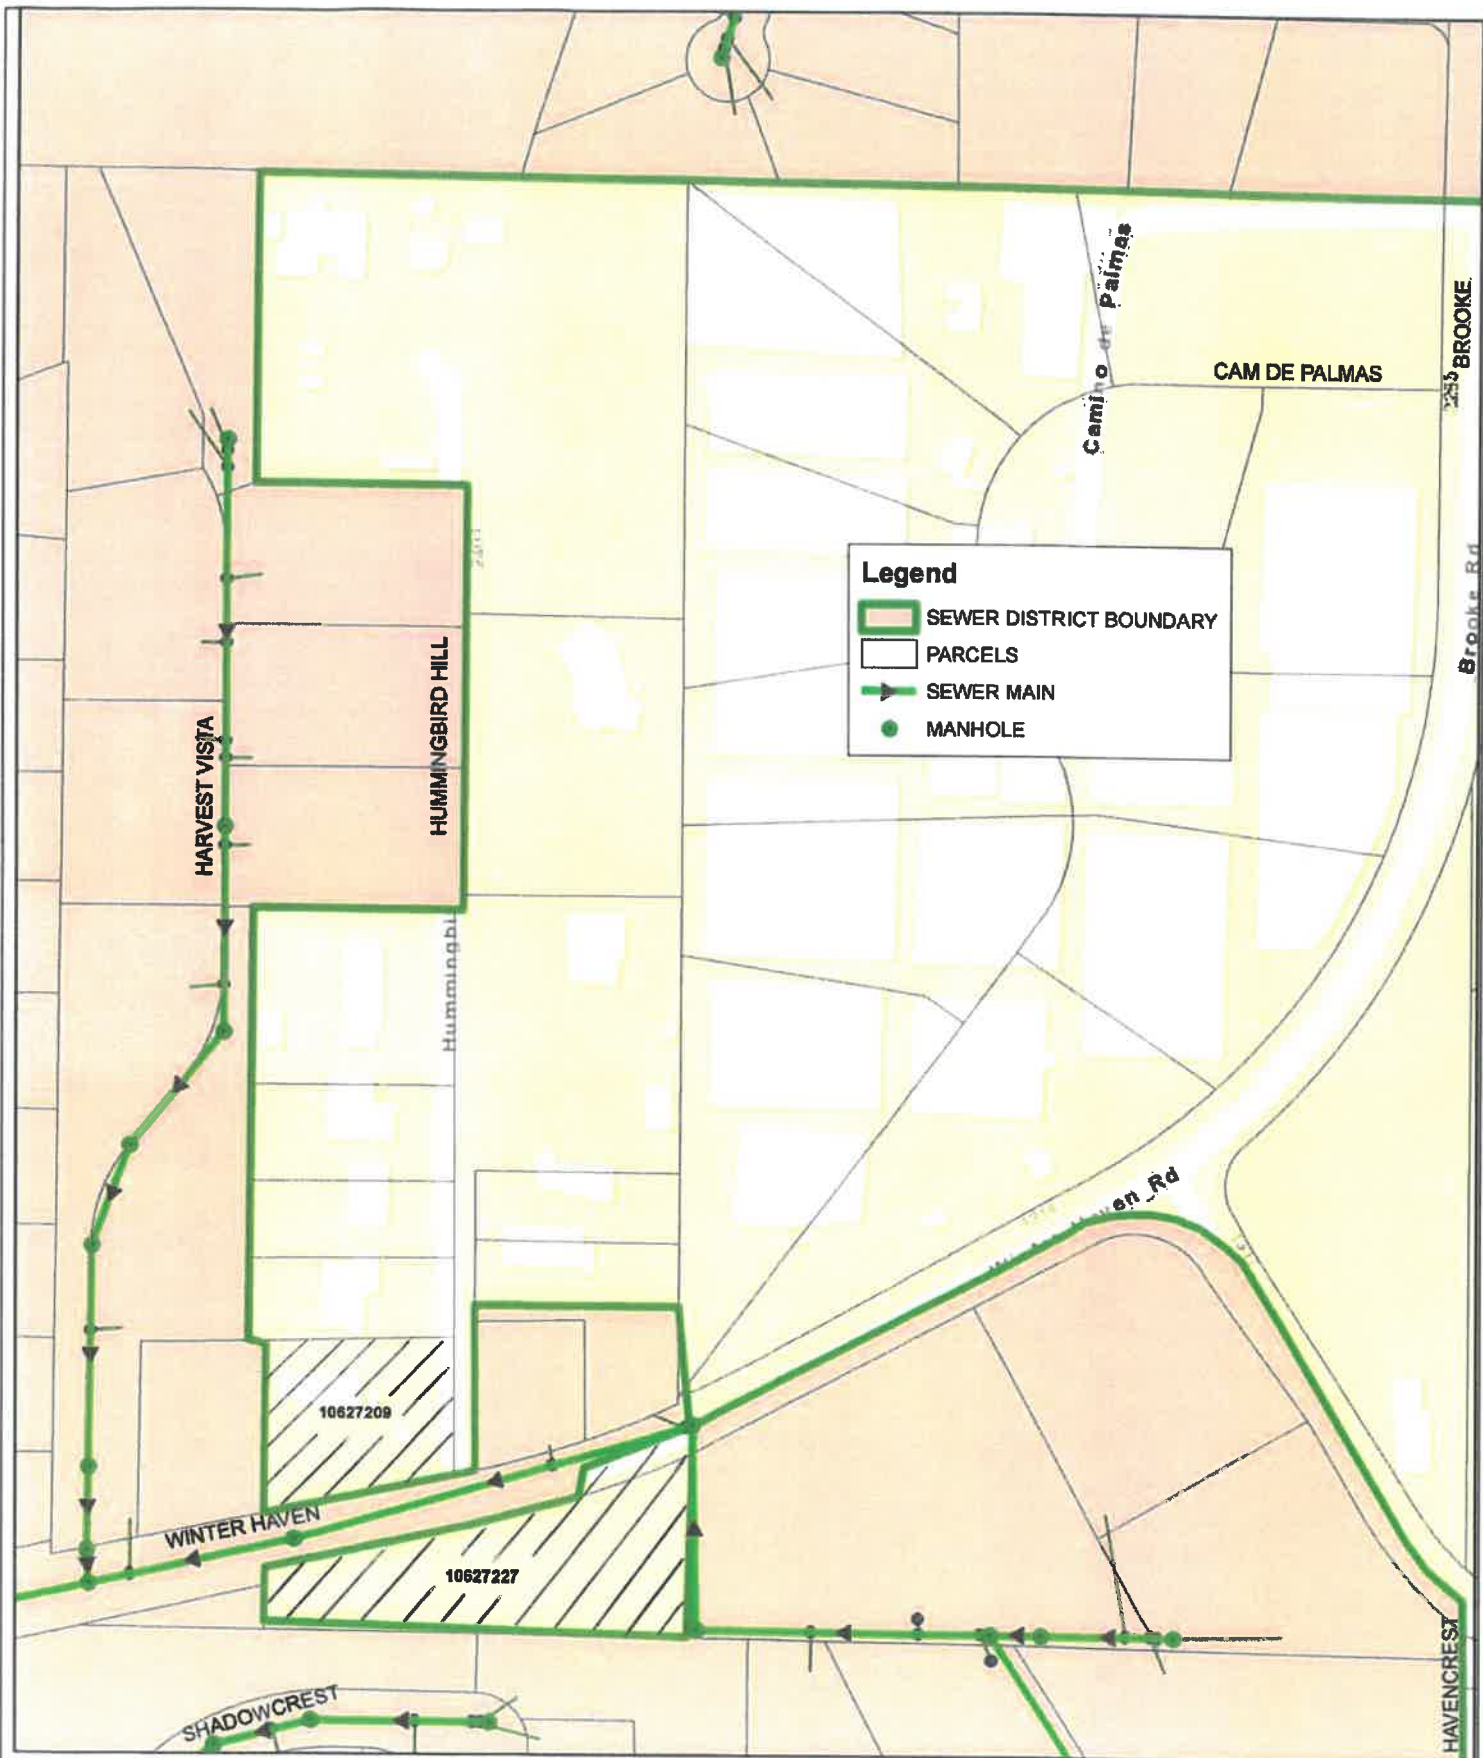 Camino de Palmas
CAM DE PALMAS
BROOKE
Brooke Rd
Legend
SEWER DISTRICT BOUNDARY
PARCELS
SEWER MAIN
MANHOLE
HARVEST VISTA
HUMMINGBIRD HILL
Hummingbi
en Rd
10627209
WINTER HAVEN
10627227
SHADOWCREST
HAVENCREST